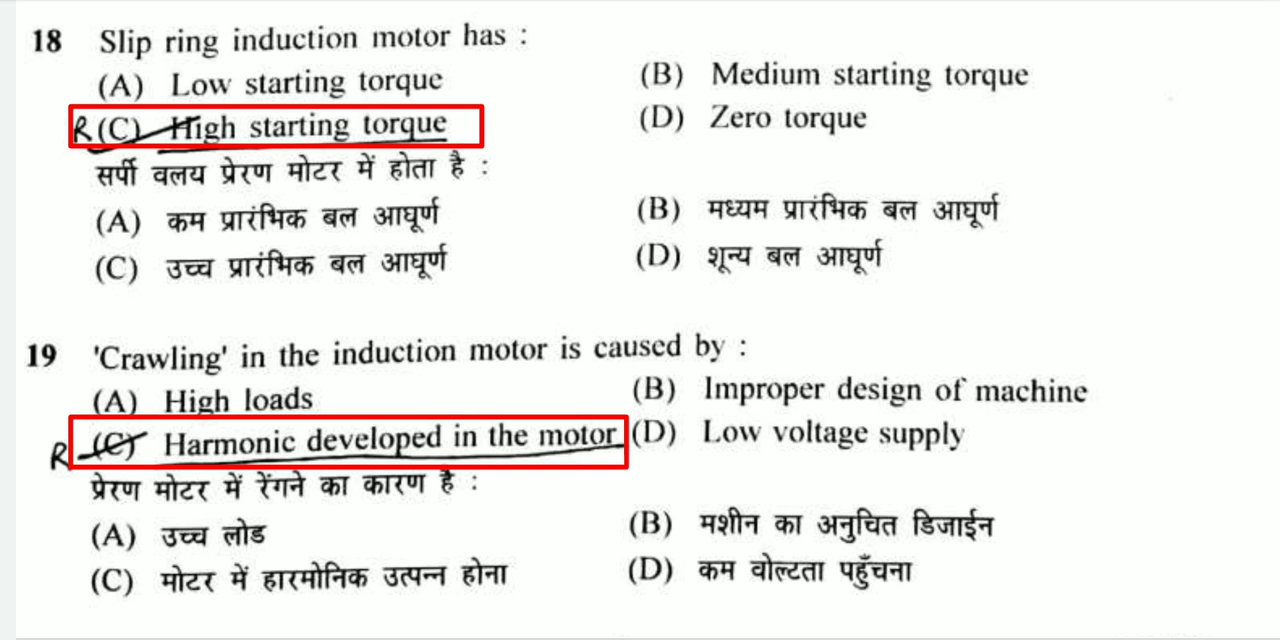 18 Slip ring induction motor has :
(A) Low starting torque (B) Medium starting torque
R (C) High starting torque (D) Zero torque
सर्पी वलय प्रेरण मोटर में होता है :
(A) कम प्रारंभिक बल आघूर्ण (B) मध्यम प्रारंभिक बल आघूर्ण
(C) उच्च प्रारंभिक बल आघूर्ण (D) शून्य बल आघूर्ण
19 'Crawling' in the induction motor is caused by :
(A) High loads (B) Improper design of machine
R (C) Harmonic developed in the motor (D) Low voltage supply
प्रेरण मोटर में रेंगने का कारण है :
(A) उच्च लोड (B) मशीन का अनुचित डिजाईन
(C) मोटर में हारमोनिक उत्पन्न होना (D) कम वोल्टता पहुँचना